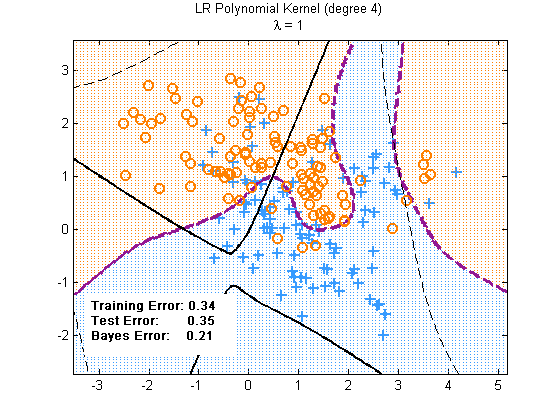 LR Polynomial Kernel (degree 4)
λ = 1
3
2
1
0
-1
-2
Training Error: 0.34
Test Error: 0.35
Bayes Error: 0.21
-3 -2 -1 0 1 2 3 4 5